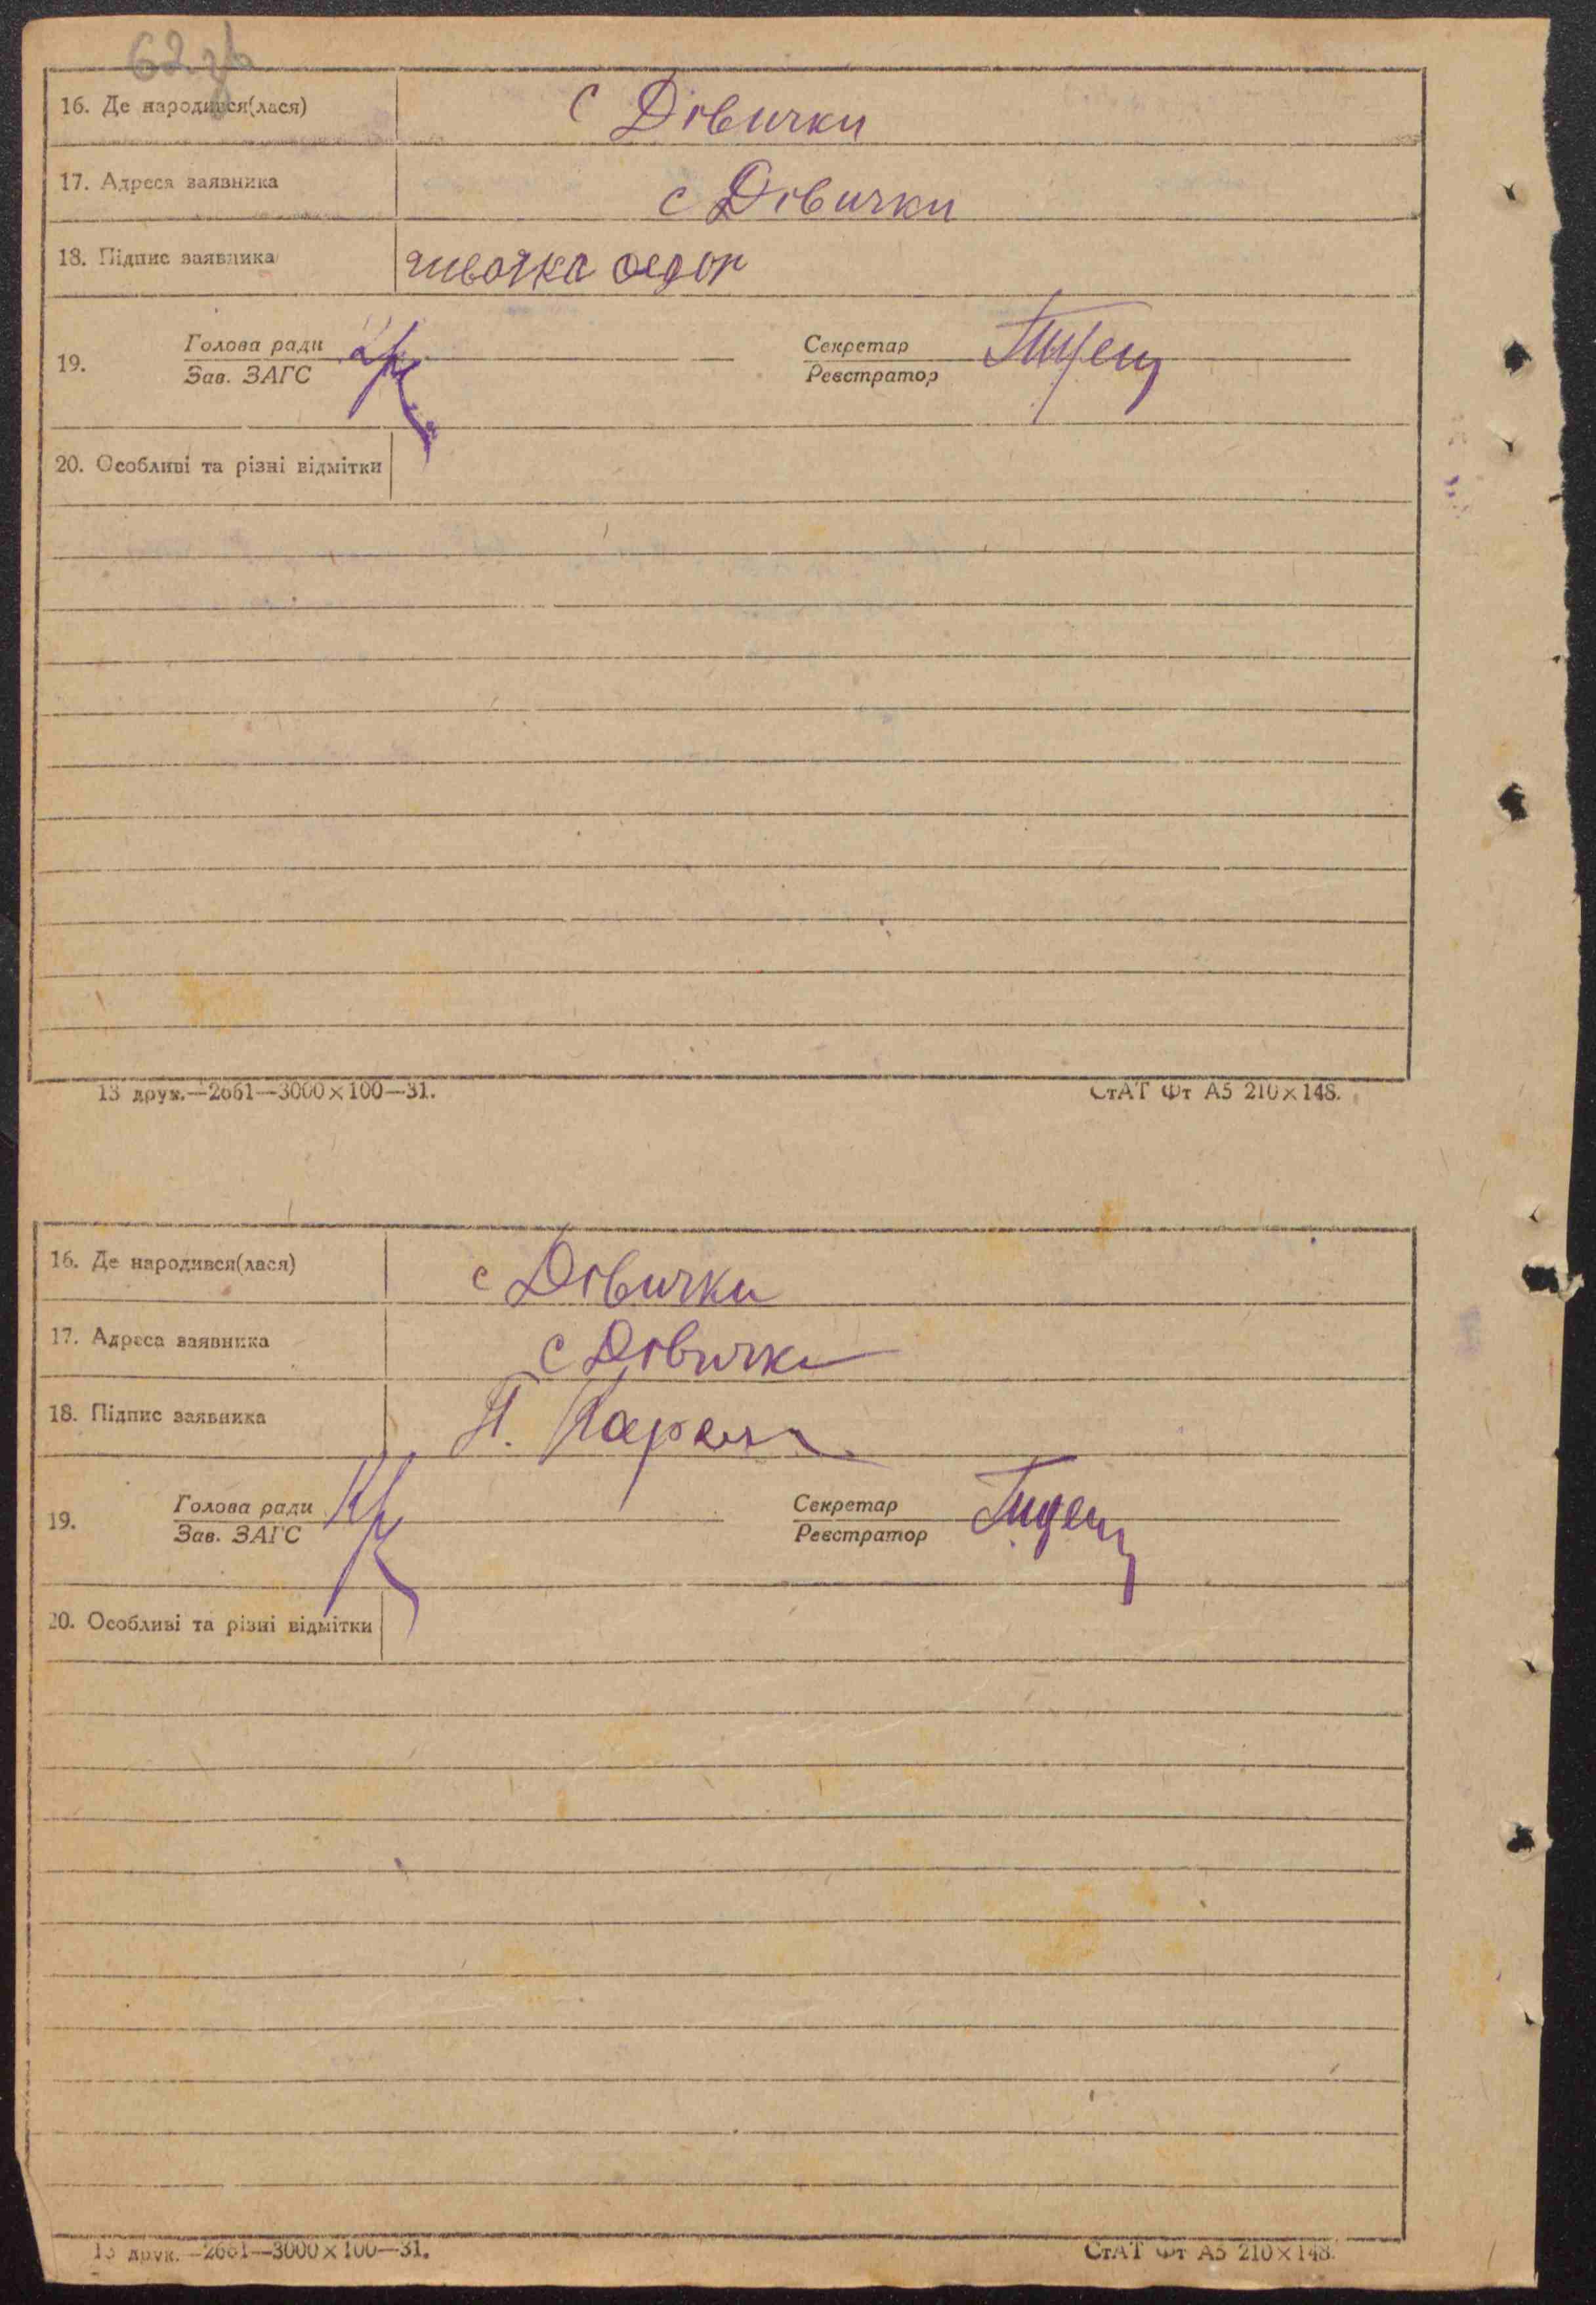 62 зв
16. Де народився(лася)
с Дівички
17. Адреса заявника
с Дівички
18. Підпис заявника
19.
Голова ради
Зав. ЗАГС
Секретар
Реєстратор
20. Особливі та різні відмітки
13 друк.—2661—3000×100—31.
СтАТ Фт А5 210×148.
16. Де народився(лася)
с Дівички
17. Адреса заявника
с Дівички
18. Підпис заявника
19.
Голова ради
Зав. ЗАГС
Секретар
Реєстратор
20. Особливі та різні відмітки
13 друк.—2661—3000×100—31.
СтАТ Фт А5 210×148.